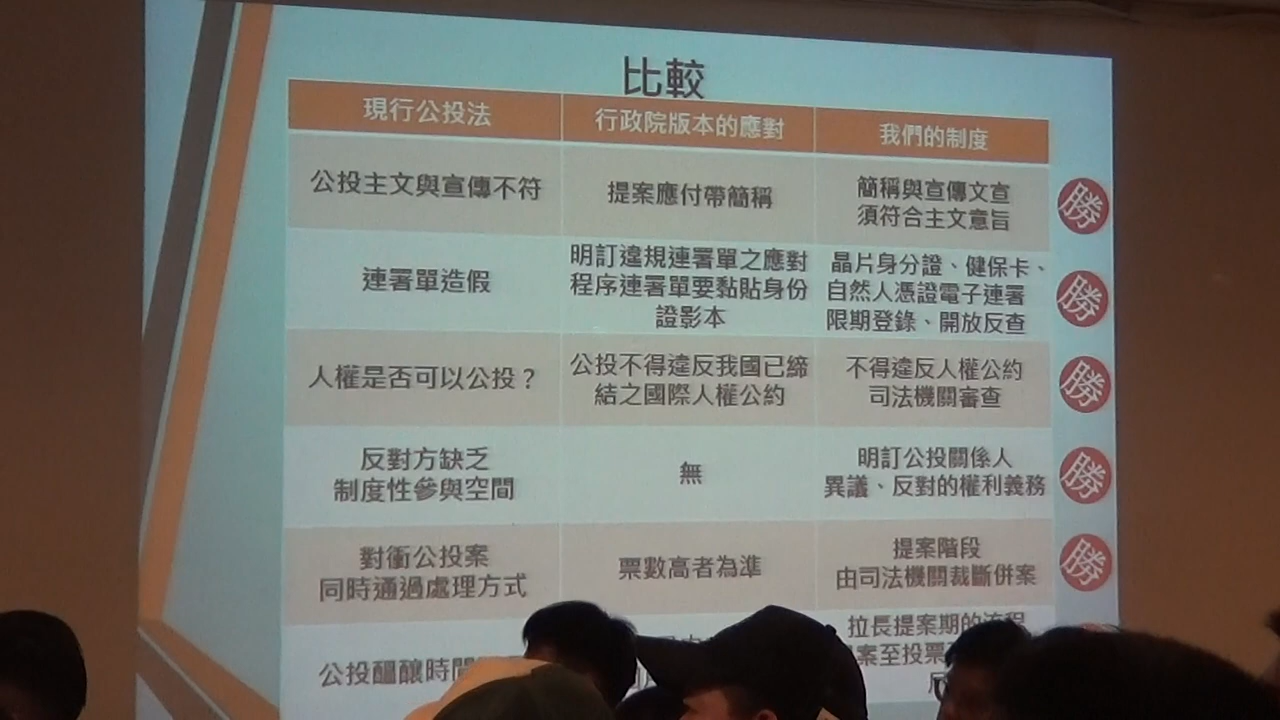 比較
現行公投法
行政院版本的應對
我們的制度
公投主文與宣傳不符
提案應付帶簡稱
簡稱與宣傳文宣
須符合主文意旨
勝
連署單造假
明訂違規連署單之應對
程序連署單要黏貼身份
證影本
晶片身分證、健保卡、
自然人憑證電子連署
限期登錄、開放反查
勝
人權是否可以公投？
公投不得違反我國已締
結之國際人權公約
不得違反人權公約
司法機關審查
勝
反對方缺乏
制度性參與空間
無
明訂公投關係人
異議、反對的權利義務
勝
對衝公投案
同時通過處理方式
票數高者為準
提案階段
由司法機關裁斷併案
勝
公投醞釀時間
拉長提案期的流程
案至投票